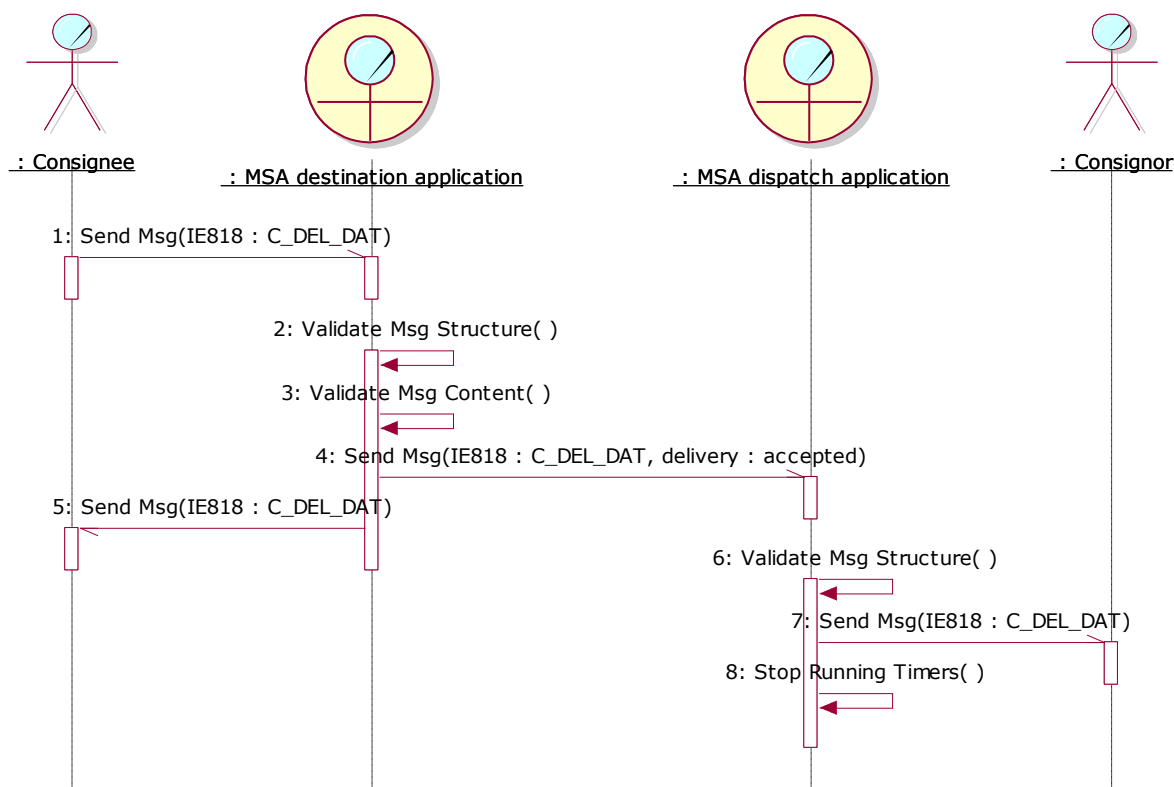 : Consignee
: MSA destination application
: MSA dispatch application
: Consignor
1: Send Msg(IE818 : C_DEL_DAT)
2: Validate Msg Structure( )
3: Validate Msg Content( )
4: Send Msg(IE818 : C_DEL_DAT, delivery : accepted)
5: Send Msg(IE818 : C_DEL_DAT)
6: Validate Msg Structure( )
7: Send Msg(IE818 : C_DEL_DAT)
8: Stop Running Timers( )